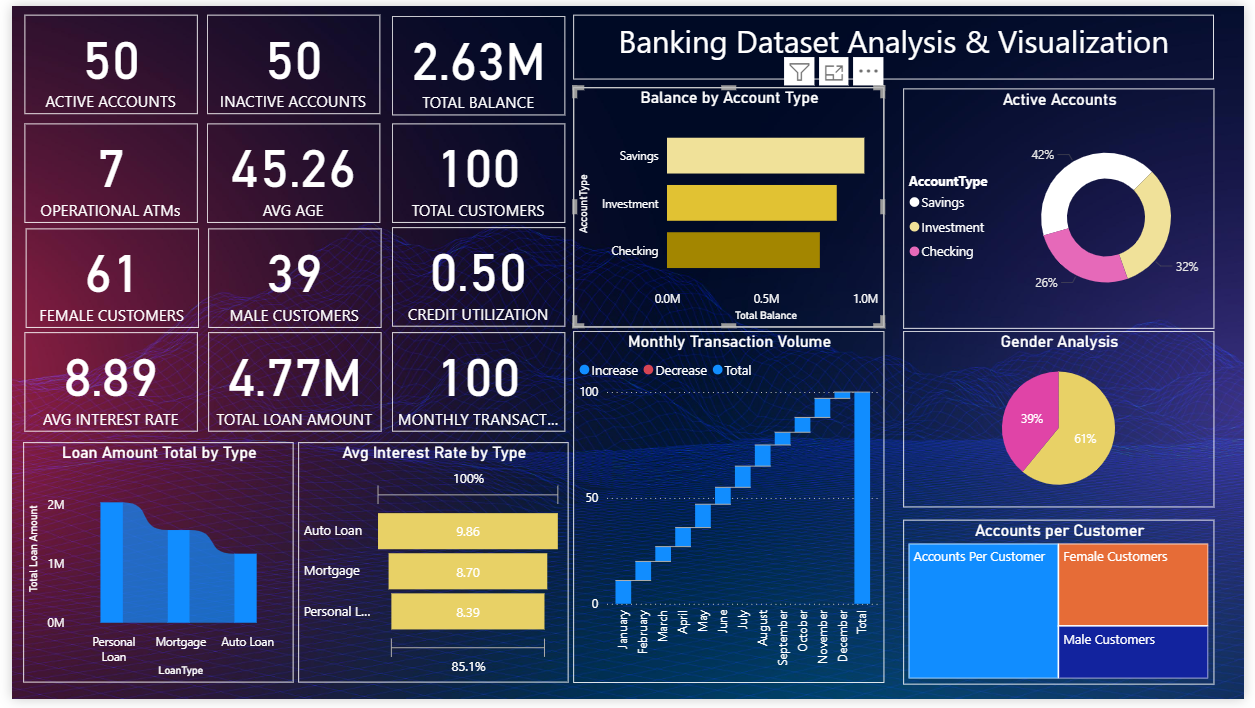 50
ACTIVE ACCOUNTS
50
INACTIVE ACCOUNTS
2.63M
TOTAL BALANCE
7
OPERATIONAL ATMs
45.26
AVG AGE
100
TOTAL CUSTOMERS
61
FEMALE CUSTOMERS
39
MALE CUSTOMERS
0.50
CREDIT UTILIZATION
8.89
AVG INTEREST RATE
4.77M
TOTAL LOAN AMOUNT
100
MONTHLY TRANSACT...
Banking Dataset Analysis & Visualization
Balance by Account Type
AccountType
Savings
Investment
Checking
0.0M
0.5M
1.0M
Total Balance
Active Accounts
AccountType
Savings
Investment
Checking
42%
32%
26%
Loan Amount Total by Type
Total Loan Amount
2M
1M
0M
Personal
Loan
Mortgage
Auto Loan
LoanType
Avg Interest Rate by Type
100%
Auto Loan
9.86
Mortgage
8.70
Personal L...
8.39
85.1%
Monthly Transaction Volume
Increase
Decrease
Total
100
50
0
January
February
March
April
May
June
July
August
September
October
November
December
Total
Gender Analysis
39%
61%
Accounts per Customer
Accounts Per Customer
Female Customers
Male Customers